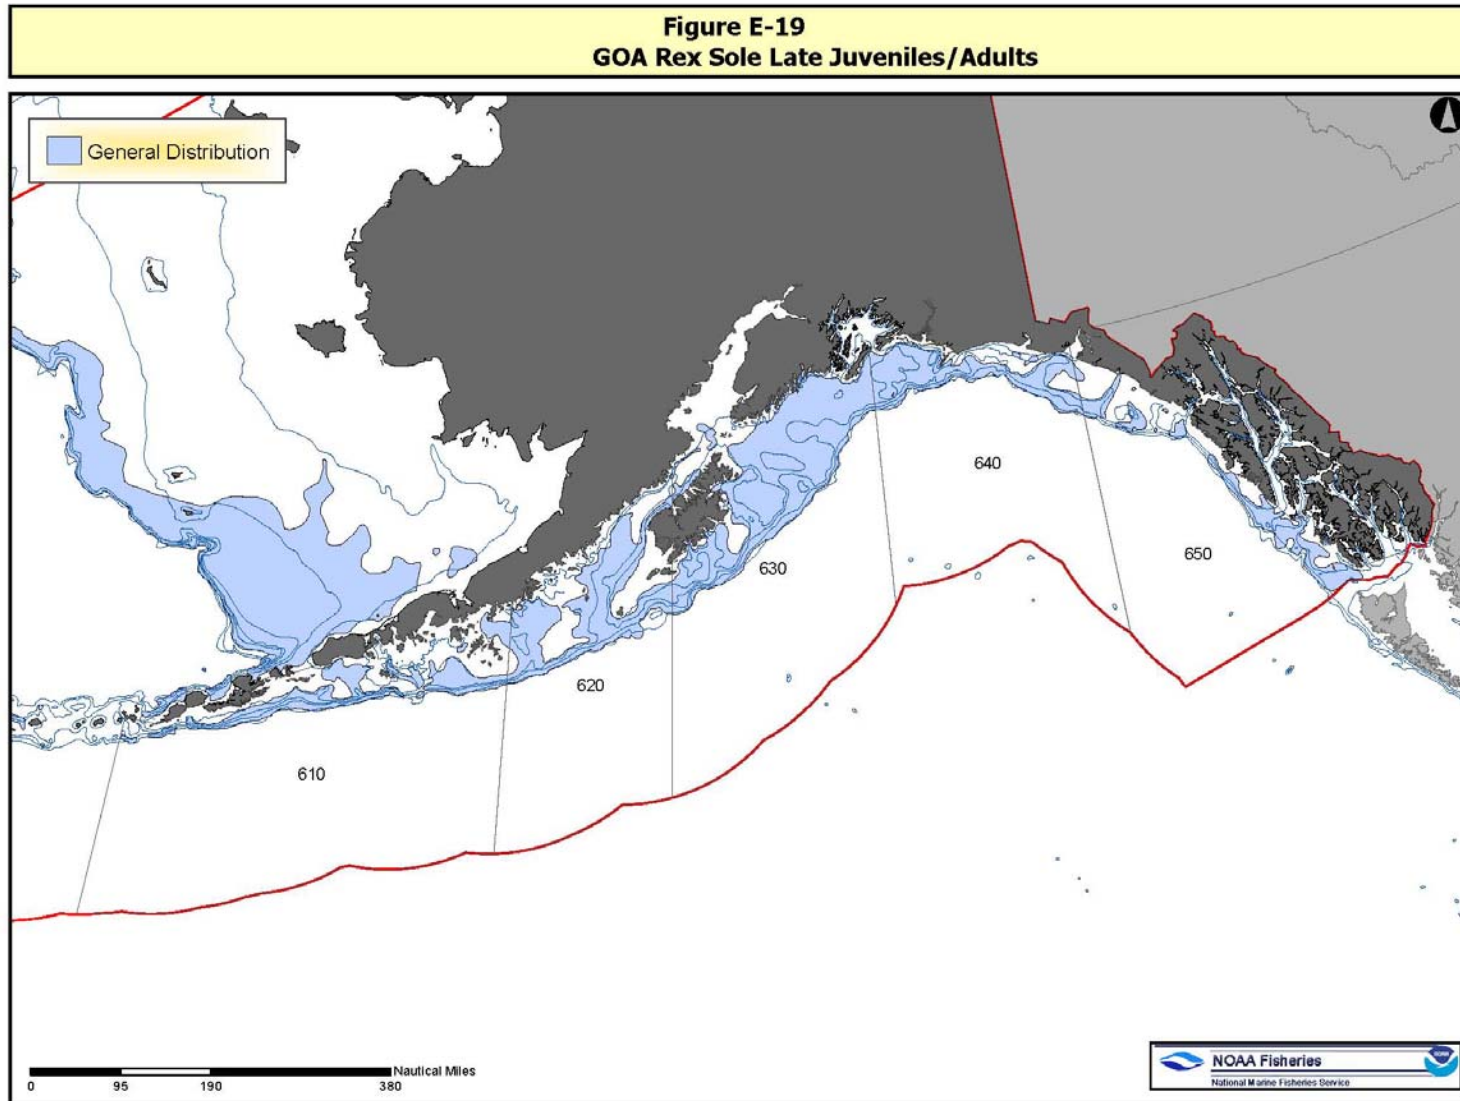 Figure E-19
GOA Rex Sole Late Juveniles/Adults
General Distribution
640
650
630
620
610
Nautical Miles
0 95 190 380
NOAA Fisheries
National Marine Fisheries Service